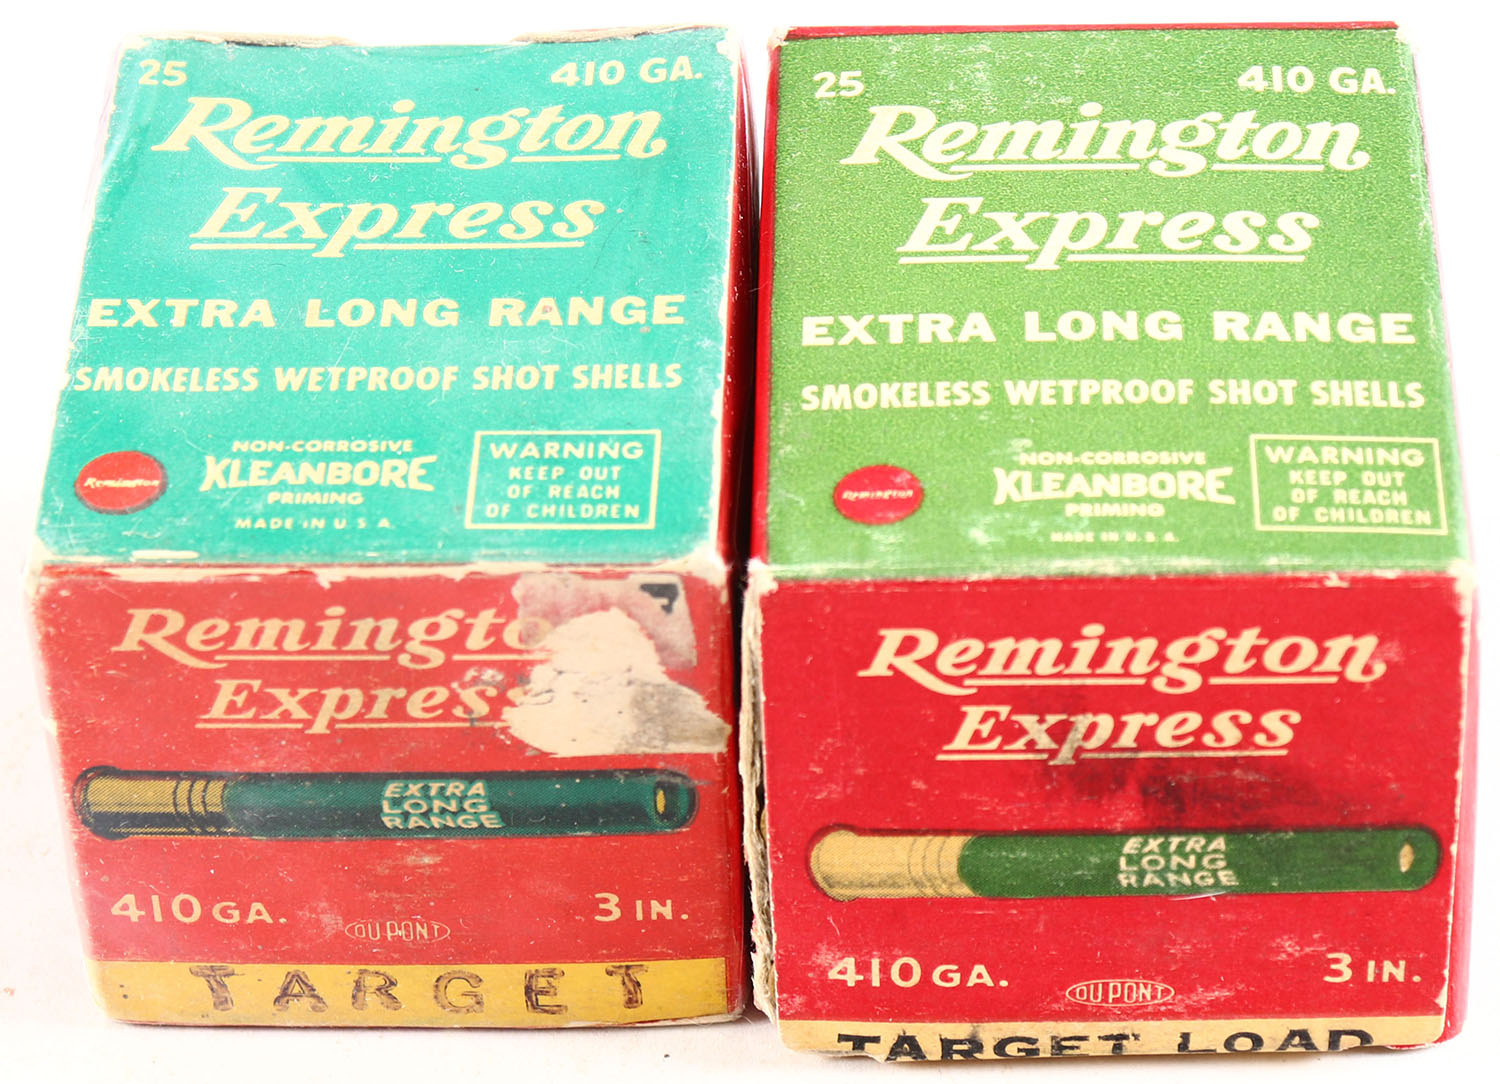 25 410 GA.
Remington
Express
EXTRA LONG RANGE
SMOKELESS WETPROOF SHOT SHELLS
Remington
NON-CORROSIVE
KLEANBORE
PRIMING
MADE IN U.S.A.
WARNING
KEEP OUT
OF REACH
OF CHILDREN
Remingto
Express
EXTRA
LONG
RANGE
410 GA. 3 IN.
DU PONT
TARGET
25 410 GA.
Remington
Express
EXTRA LONG RANGE
SMOKELESS WETPROOF SHOT SHELLS
Remington
NON-CORROSIVE
KLEANBORE
PRIMING
MADE IN U.S.A.
WARNING
KEEP OUT
OF REACH
OF CHILDREN
Remington
Express
EXTRA
LONG
RANGE
410 GA. 3 IN.
DU PONT
TARGET LOAD